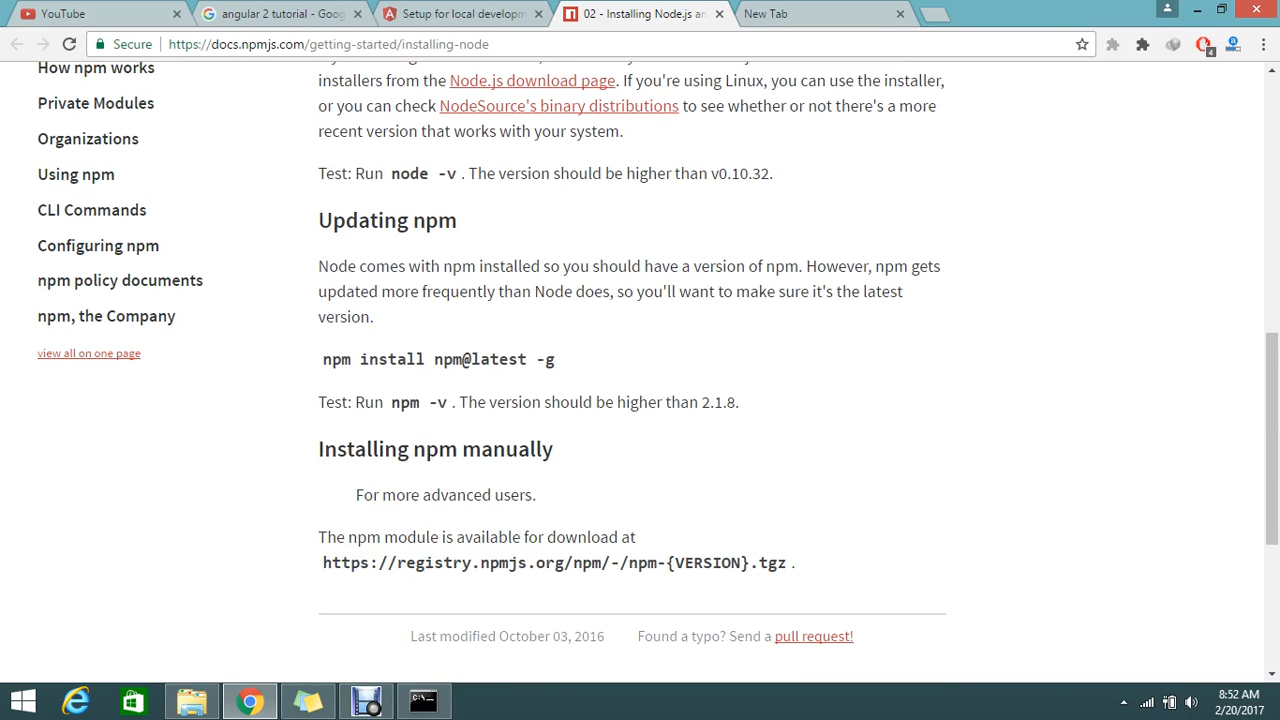 YouTube
angular 2 tutorial - Goog
Setup for local developm
02 - Installing Node.js an
New Tab
Secure
https://docs.npmjs.com/getting-started/installing-node
4
How npm works
Private Modules
Organizations
Using npm
CLI Commands
Configuring npm
npm policy documents
npm, the Company
view all on one page
installers from the Node.js download page. If you're using Linux, you can use the installer,
or you can check NodeSource's binary distributions to see whether or not there's a more
recent version that works with your system.
Test: Run node -v . The version should be higher than v0.10.32.
Updating npm
Node comes with npm installed so you should have a version of npm. However, npm gets
updated more frequently than Node does, so you'll want to make sure it's the latest
version.
npm install npm@latest -g
Test: Run npm -v . The version should be higher than 2.1.8.
Installing npm manually
For more advanced users.
The npm module is available for download at
https://registry.npmjs.org/npm/-/npm-{VERSION}.tgz .
Last modified October 03, 2016
Found a typo? Send a pull request!
C:\_
8:52 AM
2/20/2017